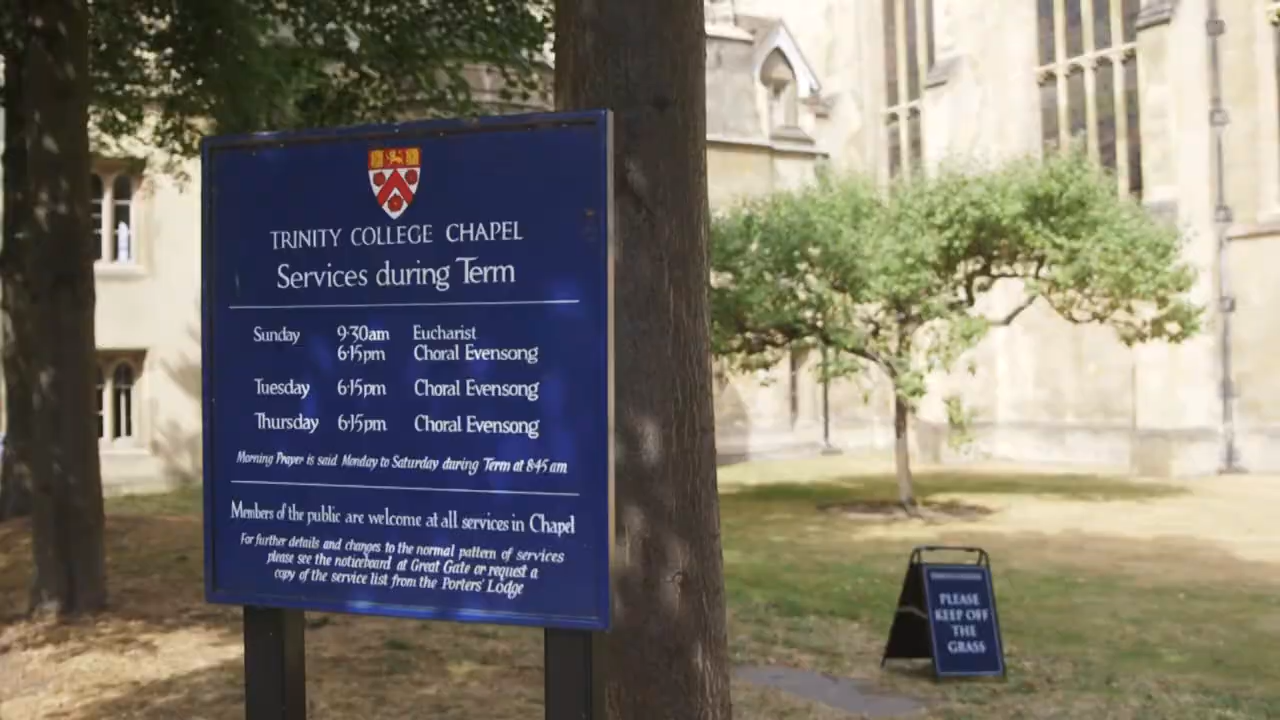 TRINITY COLLEGE CHAPEL
Services during Term
Sunday 9·30am Eucharist
6·15pm Choral Evensong
Tuesday 6·15pm Choral Evensong
Thursday 6·15pm Choral Evensong
Morning Prayer is said Monday to Saturday during Term at 8·45 am
Members of the public are welcome at all services in Chapel
For further details and changes to the normal pattern of services
please see the noticeboard at Great Gate or request a
copy of the service list from the Porters' Lodge
PLEASE
KEEP OFF
THE
GRASS